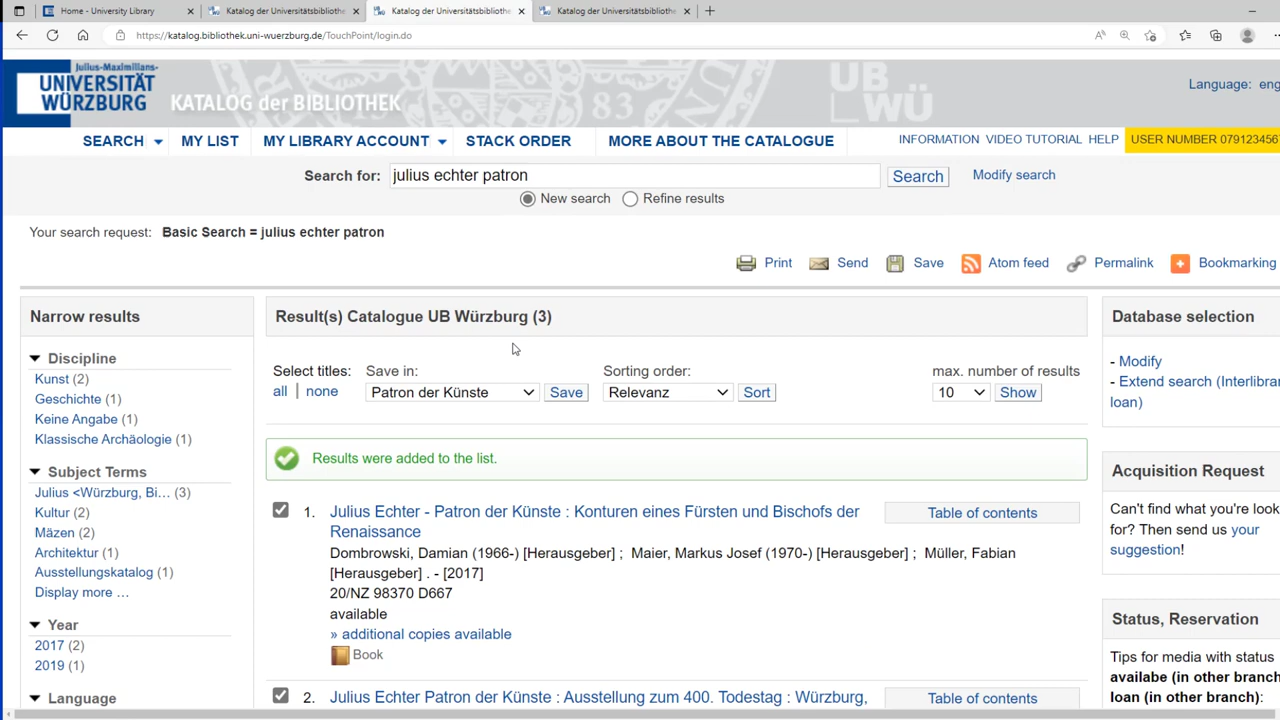 Home - University Library
Katalog der Universitätsbibliothe
Katalog der Universitätsbibliothe
Katalog der Universitätsbibliothe
https://katalog.bibliothek.uni-wuerzburg.de/TouchPoint/login.do
Julius-Maximilians-
UNIVERSITÄT
WÜRZBURG
KATALOG der BIBLIOTHEK
83
UB
WÜ
Language: eng
SEARCH
MY LIST
MY LIBRARY ACCOUNT
STACK ORDER
MORE ABOUT THE CATALOGUE
INFORMATION VIDEO TUTORIAL HELP
USER NUMBER 0791234567
Search for: julius echter patron
Search
Modify search
New search
Refine results
Your search request: Basic Search = julius echter patron
Print
Send
Save
Atom feed
Permalink
Bookmarking
Narrow results
Discipline
Kunst (2)
Geschichte (1)
Keine Angabe (1)
Klassische Archäologie (1)
Subject Terms
Julius <Würzburg, Bi... (3)
Kultur (2)
Mäzen (2)
Architektur (1)
Ausstellungskatalog (1)
Display more ...
Year
2017 (2)
2019 (1)
Language
Result(s) Catalogue UB Würzburg (3)
Select titles:
all | none
Save in:
Patron der Künste
Save
Sorting order:
Relevanz
Sort
max. number of results
10
Show
Results were added to the list.
1. Julius Echter - Patron der Künste : Konturen eines Fürsten und Bischofs der
Renaissance
Dombrowski, Damian (1966-) [Herausgeber] ; Maier, Markus Josef (1970-) [Herausgeber] ; Müller, Fabian
[Herausgeber] . - [2017]
20/NZ 98370 D667
available
» additional copies available
Book
Table of contents
2. Julius Echter Patron der Künste : Ausstellung zum 400. Todestag : Würzburg,
Table of contents
Database selection
- Modify
- Extend search (Interlibra
loan)
Acquisition Request
Can't find what you're look
for? Then send us your
suggestion!
Status, Reservation
Tips for media with status
availabe (in other branch
loan (in other branch):